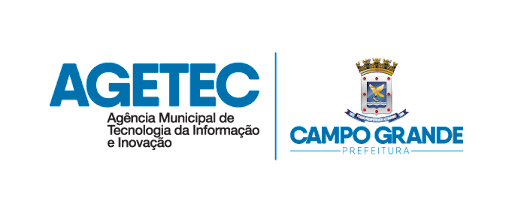 AGETEC
Agência Municipal de
Tecnologia da Informação
e Inovação
CAMPO GRANDE
PREFEITURA